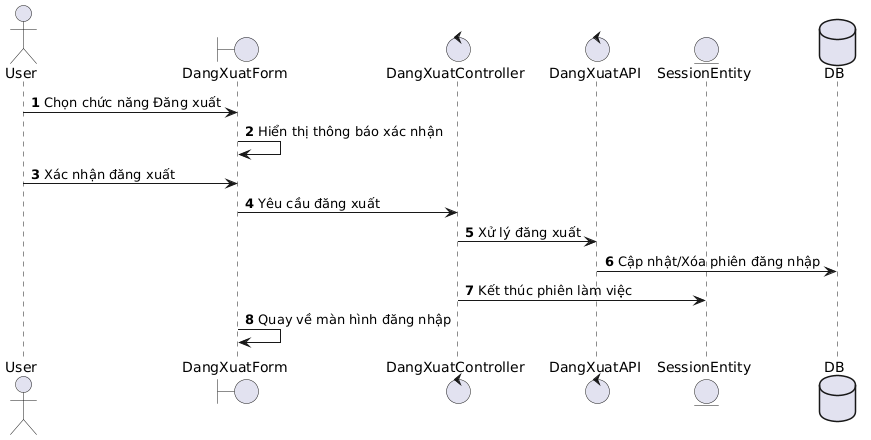 User
DangXuatForm
DangXuatController
DangXuatAPI
SessionEntity
DB
1 Chọn chức năng Đăng xuất
2 Hiển thị thông báo xác nhận
3 Xác nhận đăng xuất
4 Yêu cầu đăng xuất
5 Xử lý đăng xuất
6 Cập nhật/Xóa phiên đăng nhập
7 Kết thúc phiên làm việc
8 Quay về màn hình đăng nhập
User
DangXuatForm
DangXuatController
DangXuatAPI
SessionEntity
DB